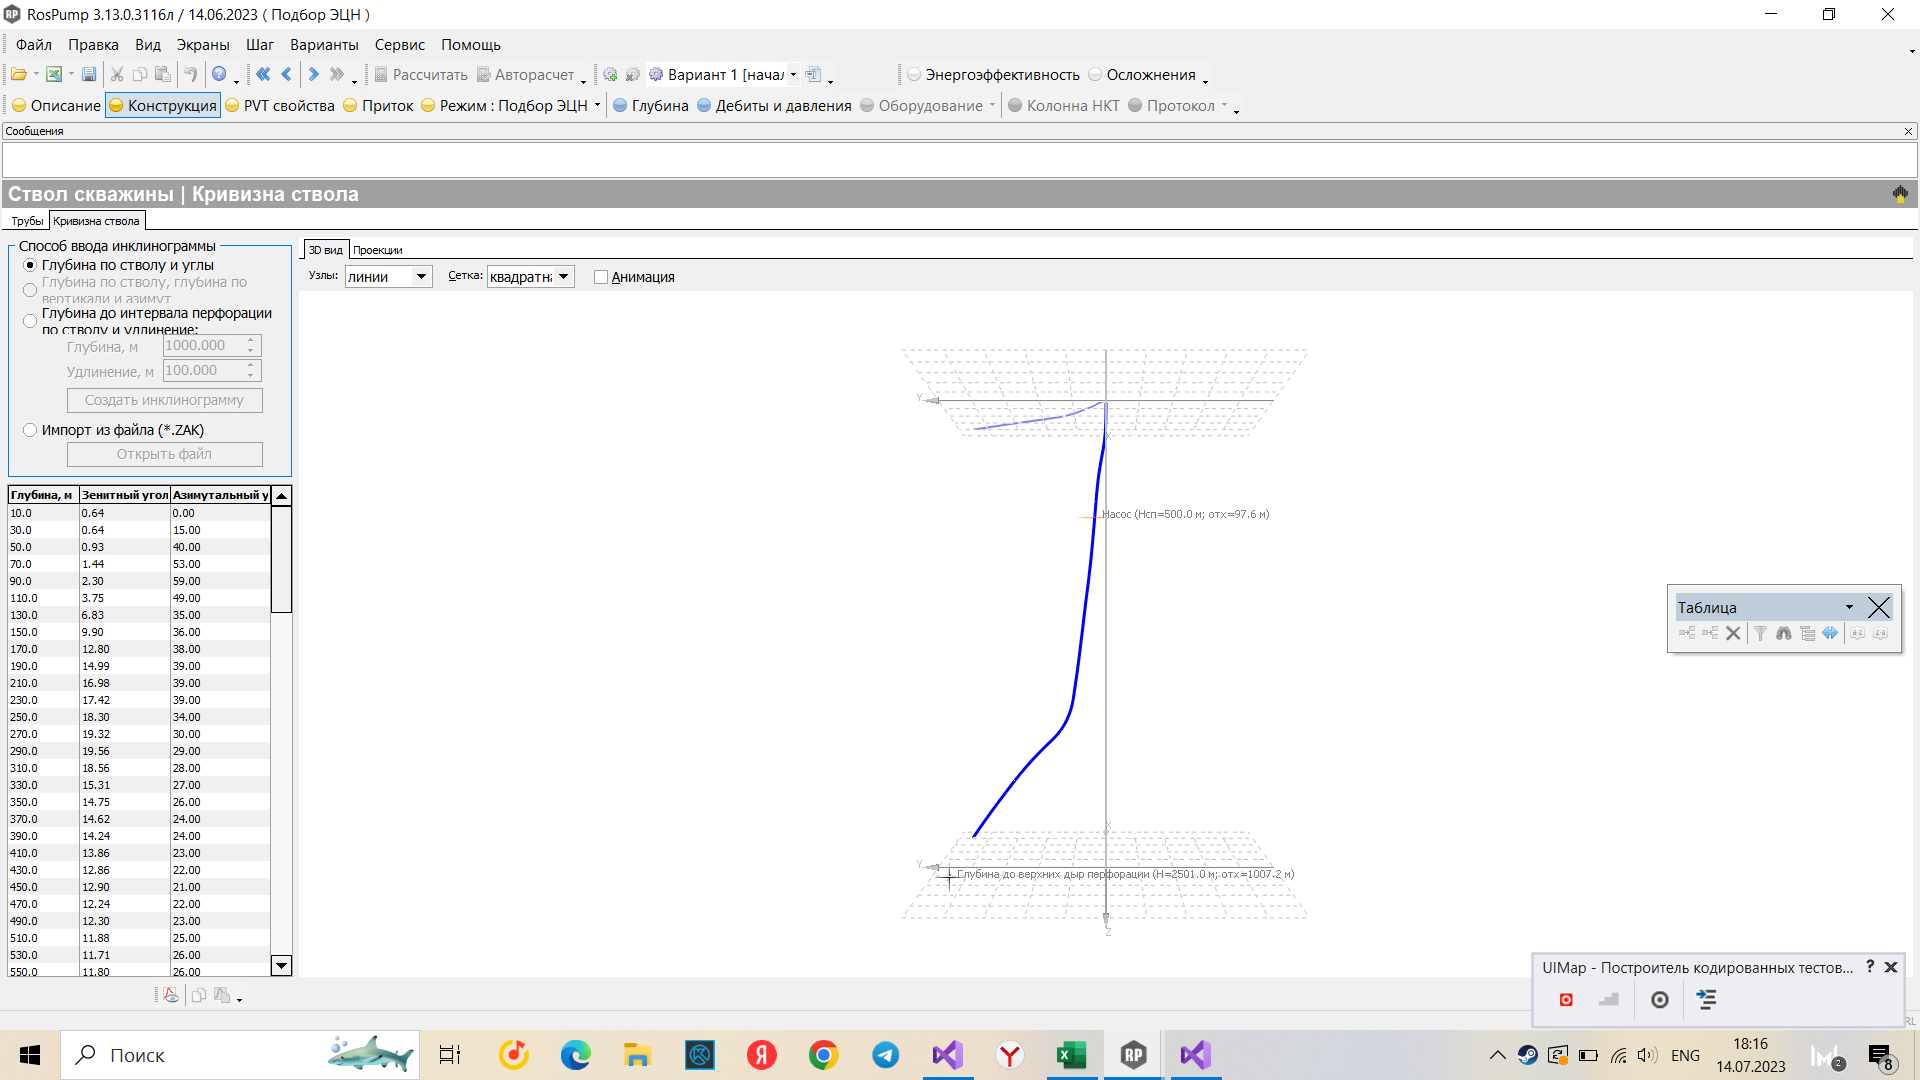 RosPump 3.13.0.3116л / 14.06.2023 ( Подбор ЭЦН )
Файл Правка Вид Экраны Шаг Варианты Сервис Помощь
Рассчитать Авторасчет Вариант 1 [начал Энергоэффективность Осложнения
Описание Конструкция PVT свойства Приток Режим : Подбор ЭЦН Глубина Дебиты и давления Оборудование Колонна НКТ Протокол
Сообщения
Ствол скважины | Кривизна ствола
Трубы Кривизна ствола
Способ ввода инклинограммы
Глубина по стволу и углы
Глубина по стволу, глубина по
вертикали и азимут
Глубина до интервала перфорации
по стволу и удлинение:
Глубина, м 1000.000
Удлинение, м 100.000
Создать инклинограмму
Импорт из файла (*.ZAK)
Открыть файл
3D вид Проекции
Узлы: линии Сетка: квадратна Анимация
Глубина, м Зенитный угол Азимутальный у
10.0 0.64 0.00
30.0 0.64 15.00
50.0 0.93 40.00
70.0 1.44 53.00
90.0 2.30 59.00
110.0 3.75 49.00
130.0 6.83 35.00
150.0 9.90 36.00
170.0 12.80 38.00
190.0 14.99 39.00
210.0 16.98 39.00
230.0 17.42 39.00
250.0 18.30 34.00
270.0 19.32 30.00
290.0 19.56 29.00
310.0 18.56 28.00
330.0 15.31 27.00
350.0 14.75 26.00
370.0 14.62 24.00
390.0 14.24 24.00
410.0 13.86 23.00
430.0 12.86 22.00
450.0 12.90 21.00
470.0 12.24 22.00
490.0 12.30 23.00
510.0 11.88 25.00
530.0 11.71 26.00
550.0 11.80 26.00
Y
X
Насос (Нсп=500.0 м; отх=97.6 м)
X
Y
Глубина до верхних дыр перфорации (Н=2501.0 м; отх=1007.2 м)
Z
Таблица
UIMap - Построитель кодированных тестов... ?
RL
Поиск
RP
ENG
18:16
14.07.2023
2
8